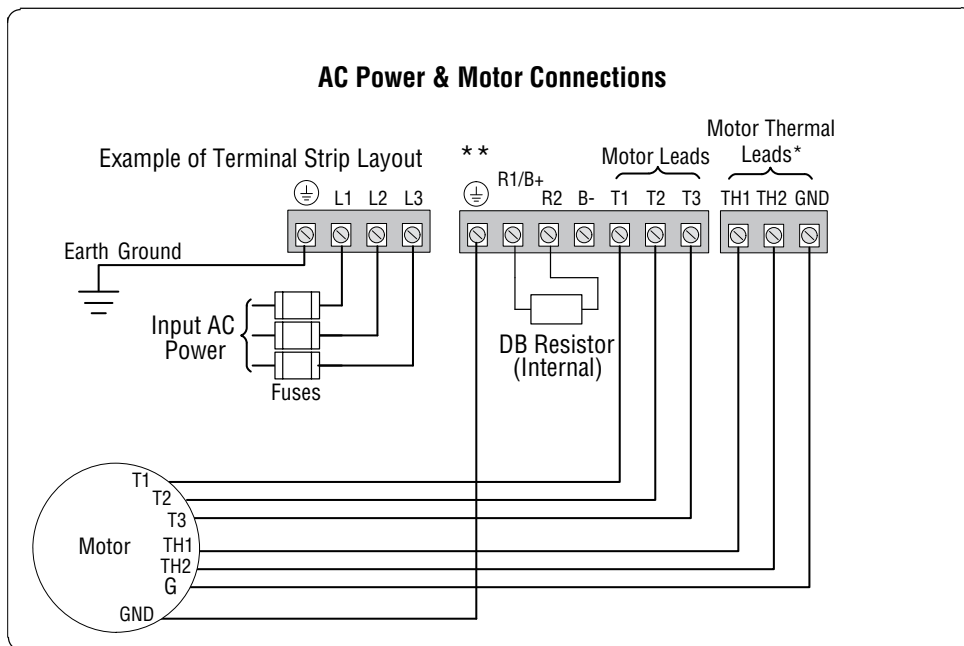 AC Power & Motor Connections
Example of Terminal Strip Layout
L1 L2 L3
Earth Ground
Input AC
Power
Fuses
* *
R1/B+
R2 B- T1 T2 T3
Motor Leads
Motor Thermal
Leads*
TH1 TH2 GND
DB Resistor
(Internal)
Motor
T1
T2
T3
TH1
TH2
G
GND